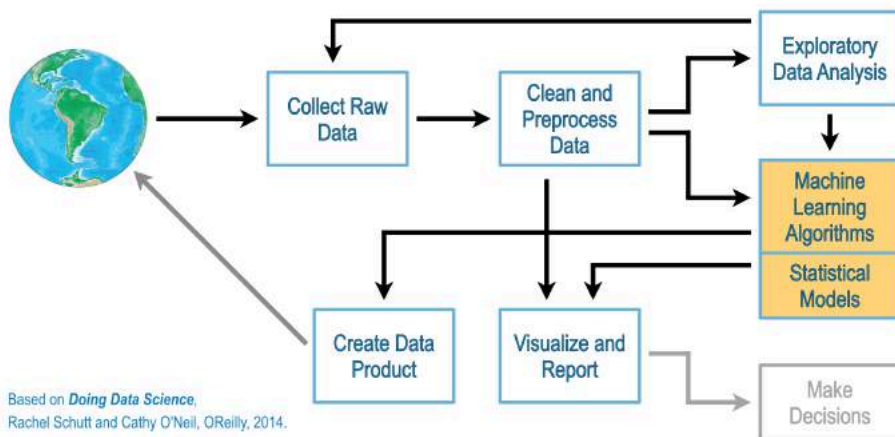 Exploratory
Data Analysis
Collect Raw
Data
Clean and
Preprocess
Data
Machine
Learning
Algorithms
Statistical
Models
Create Data
Product
Visualize and
Report
Make
Decisions
Based on Doing Data Science,
Rachel Schutt and Cathy O'Neil, OReilly, 2014.